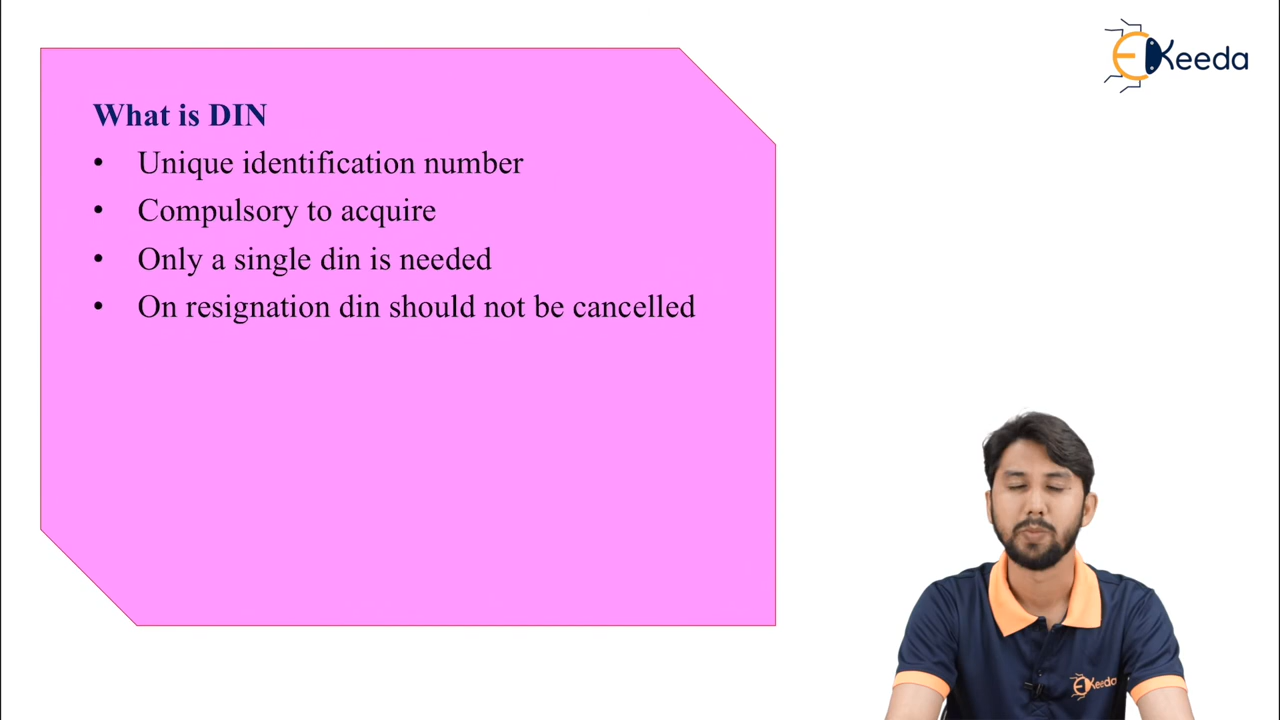 EKeeda
What is DIN
• Unique identification number
• Compulsory to acquire
• Only a single din is needed
• On resignation din should not be cancelled
EKeeda